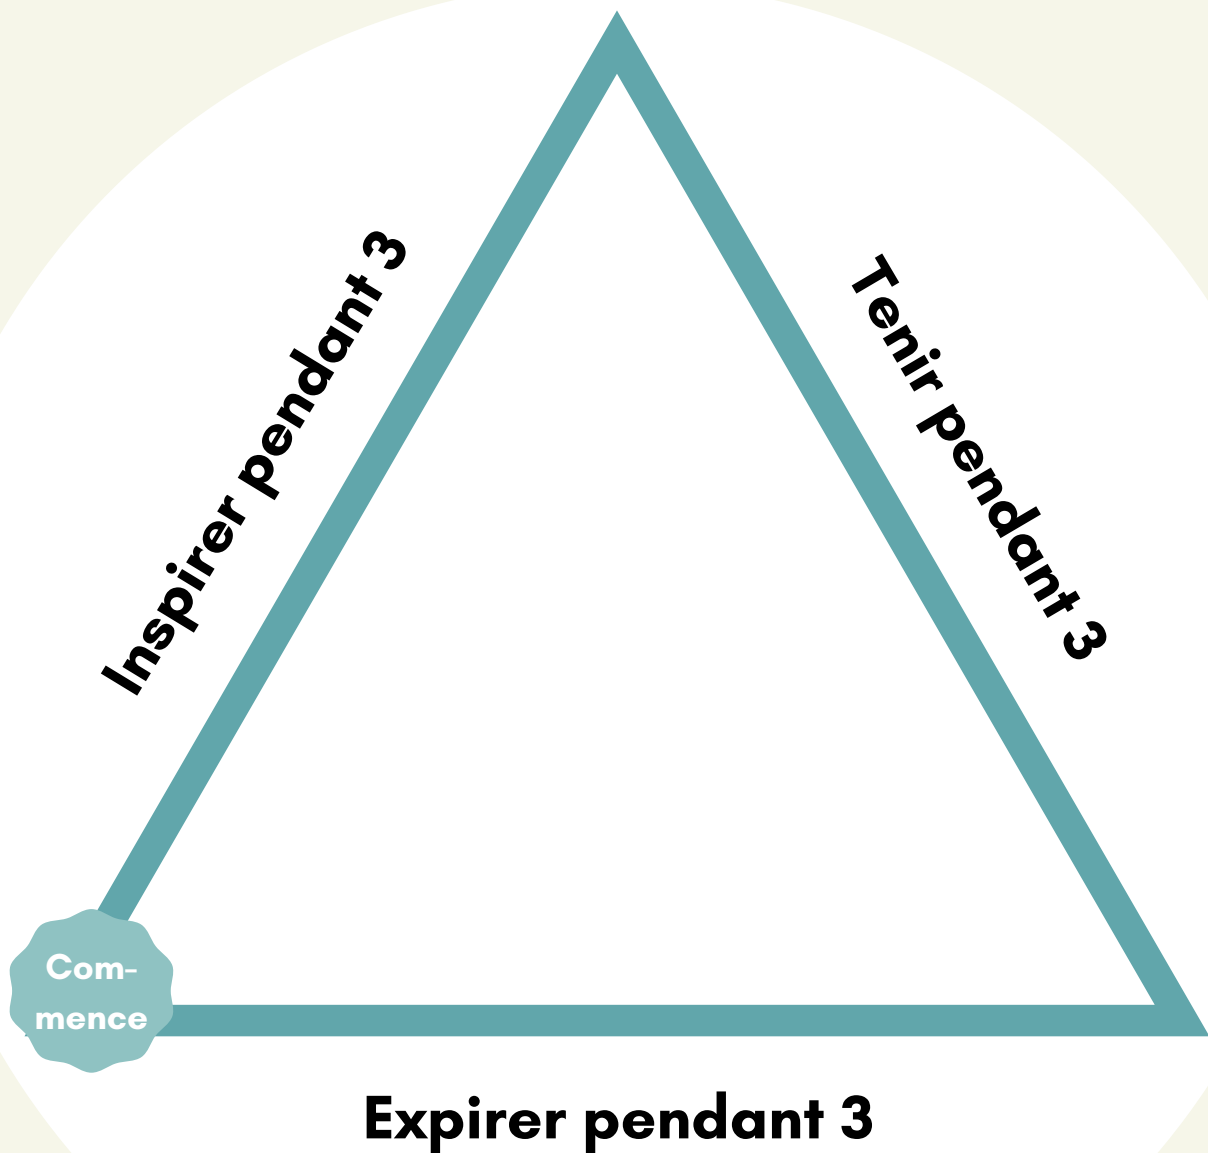 Inspirer pendant 3
Tenir pendant 3
Com-
mence
Expirer pendant 3